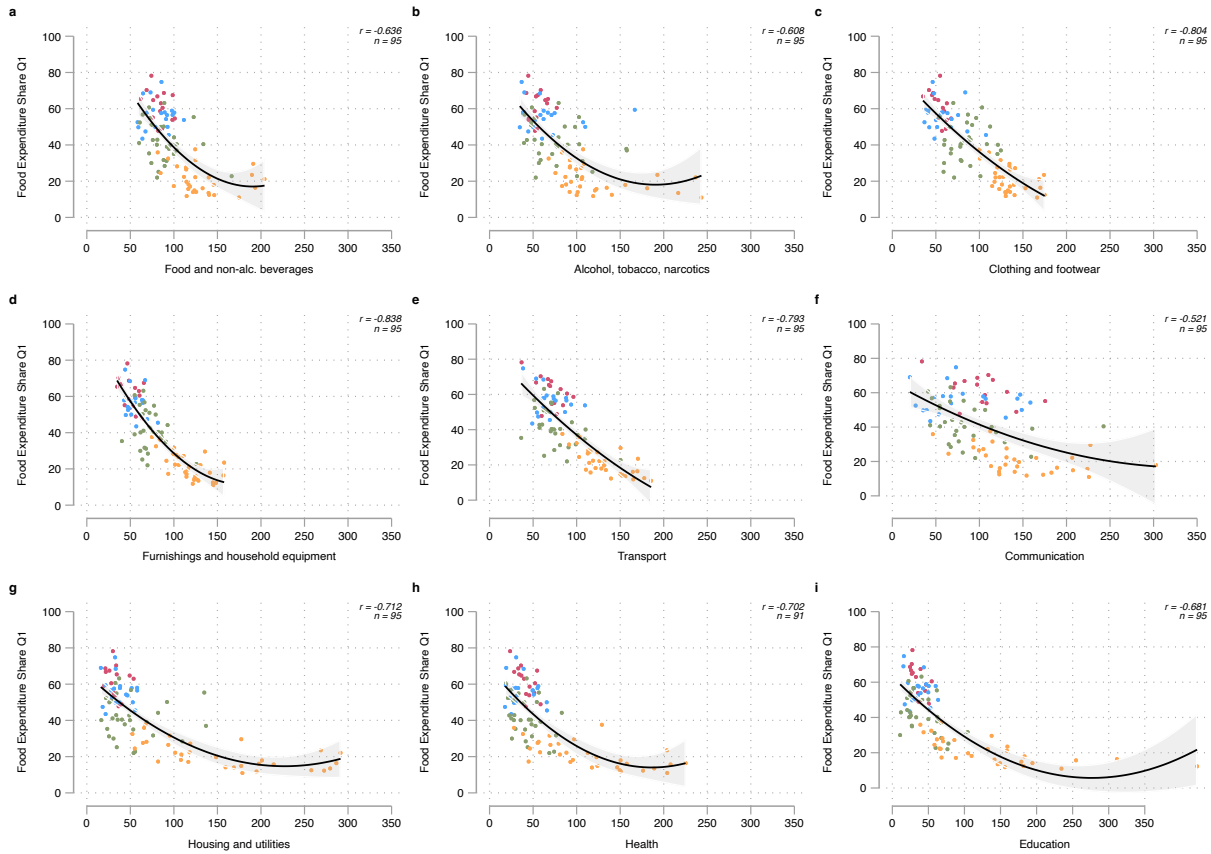 a
r = -0.636
n = 95
Food Expenditure Share Q1
100
80
60
40
20
0
0 50 100 150 200 250 300 350
Food and non-alc. beverages
b
r = -0.608
n = 95
Food Expenditure Share Q1
100
80
60
40
20
0
0 50 100 150 200 250 300 350
Alcohol, tobacco, narcotics
c
r = -0.804
n = 95
Food Expenditure Share Q1
100
80
60
40
20
0
0 50 100 150 200 250 300 350
Clothing and footwear
d
r = -0.838
n = 95
Food Expenditure Share Q1
100
80
60
40
20
0
0 50 100 150 200 250 300 350
Furnishings and household equipment
e
r = -0.793
n = 95
Food Expenditure Share Q1
100
80
60
40
20
0
0 50 100 150 200 250 300 350
Transport
f
r = -0.521
n = 95
Food Expenditure Share Q1
100
80
60
40
20
0
0 50 100 150 200 250 300 350
Communication
g
r = -0.712
n = 95
Food Expenditure Share Q1
100
80
60
40
20
0
0 50 100 150 200 250 300 350
Housing and utilities
h
r = -0.702
n = 91
Food Expenditure Share Q1
100
80
60
40
20
0
0 50 100 150 200 250 300 350
Health
i
r = -0.681
n = 95
Food Expenditure Share Q1
100
80
60
40
20
0
0 50 100 150 200 250 300 350
Education